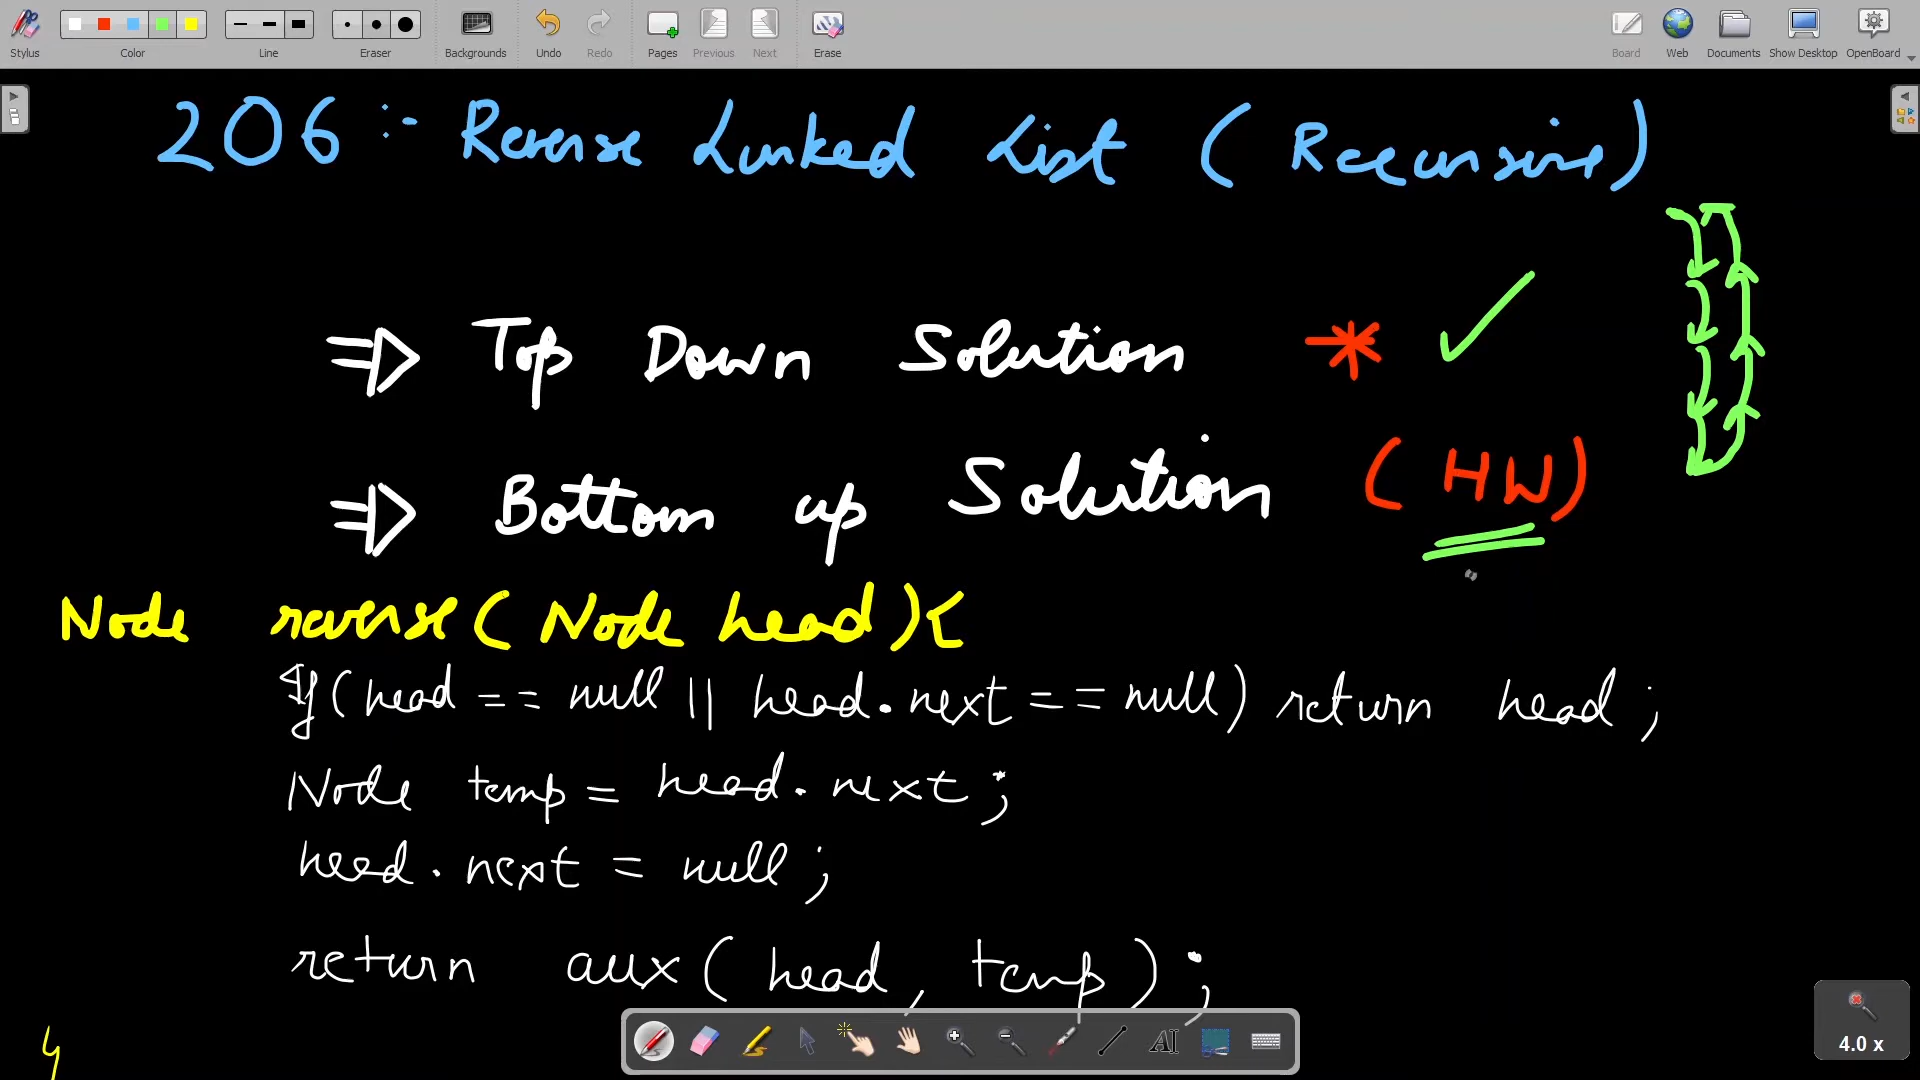 Stylus Color Line Eraser Backgrounds Undo Redo Pages Previous Next Erase Board Web Documents Show Desktop OpenBoard
206 :- Reverse Linked List (Recursive)
=> Top Down Solution *
=> Bottom up Solution (HW)
Node reverse(Node head){
If(head == null || head.next == null) return head;
Node temp = head.next;
head.next = null;
return aux(head, temp);
}
AI
4.0 x